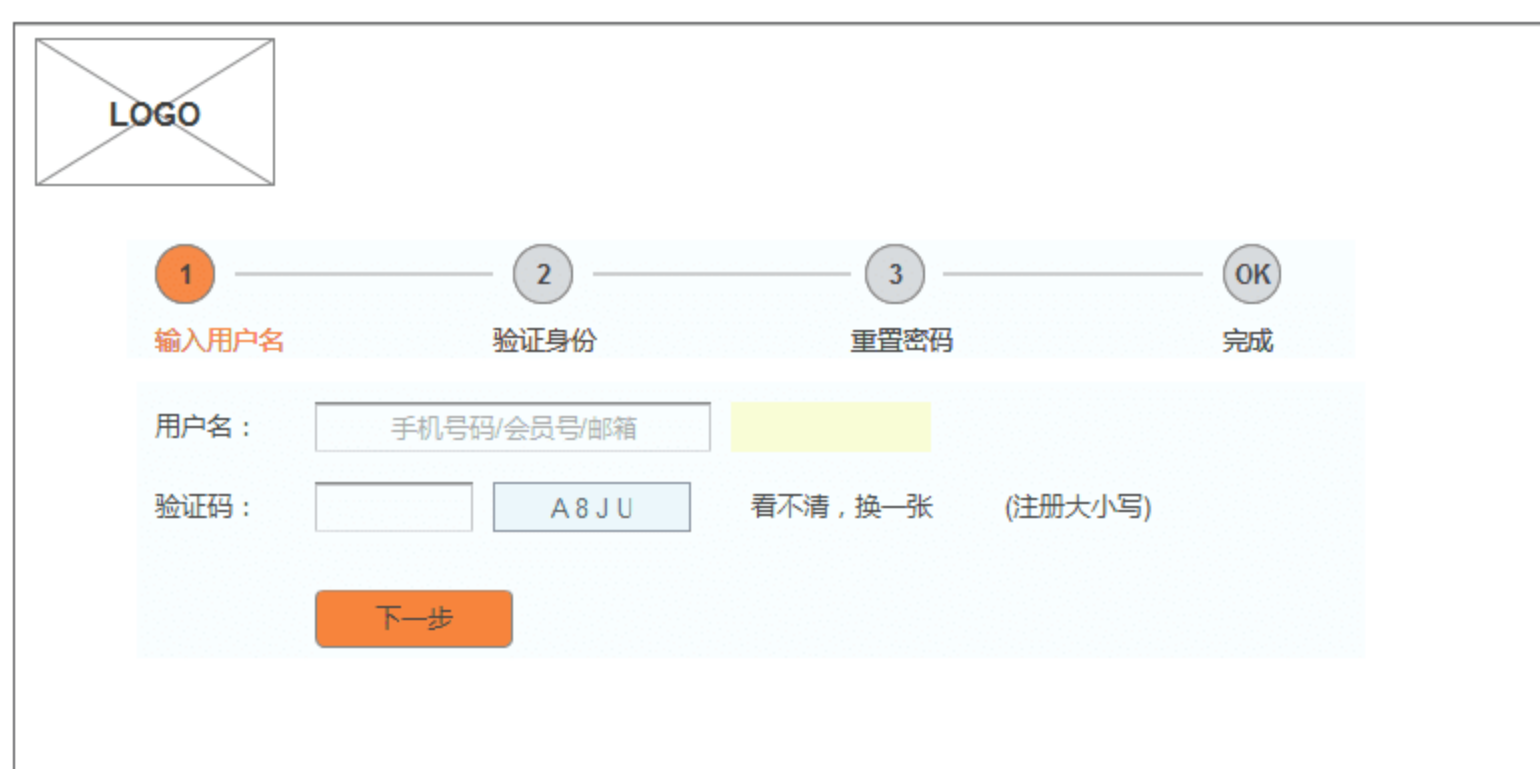 LOGO
1 2 3 OK
输入用户名 验证身份 重置密码 完成
用户名： 手机号码/会员号/邮箱
验证码： A8JU 看不清，换一张 (注册大小写)
下一步